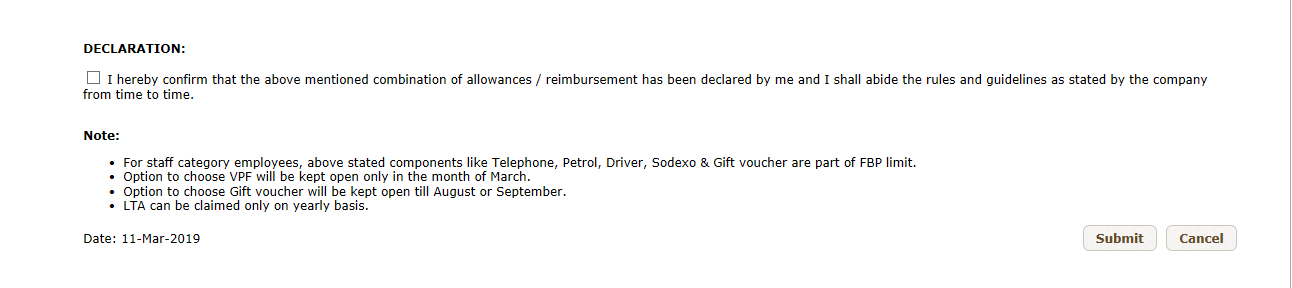 DECLARATION:
I hereby confirm that the above mentioned combination of allowances / reimbursement has been declared by me and I shall abide the rules and guidelines as stated by the company
from time to time.
Note:
• For staff category employees, above stated components like Telephone, Petrol, Driver, Sodexo & Gift voucher are part of FBP limit.
• Option to choose VPF will be kept open only in the month of March.
• Option to choose Gift voucher will be kept open till August or September.
• LTA can be claimed only on yearly basis.
Date: 11-Mar-2019 Submit Cancel